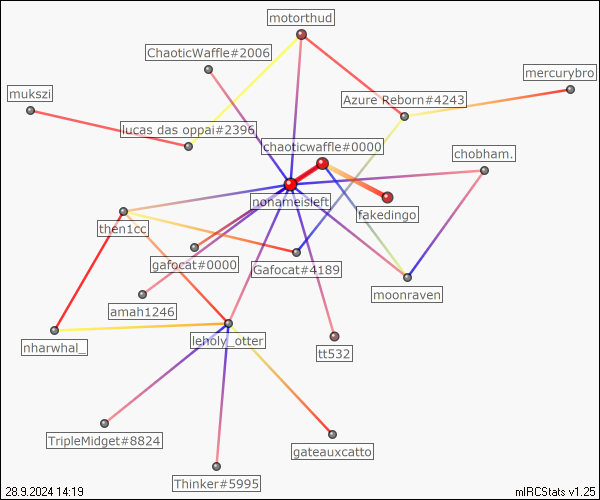 motorthud
ChaoticWaffle#2006
mercurybro
mukszi
Azure Reborn#4243
lucas das oppai#2396
chaoticwaffle#0000
chobham.
nonameisleft
fakedingo
then1cc
gafocat#0000
Gafocat#4189
moonraven
amah1246
nharwhal_
leholy_otter
tt532
TripleMidget#8824
gateauxcatto
Thinker#5995
28.9.2024 14:19
mIRCStats v1.25